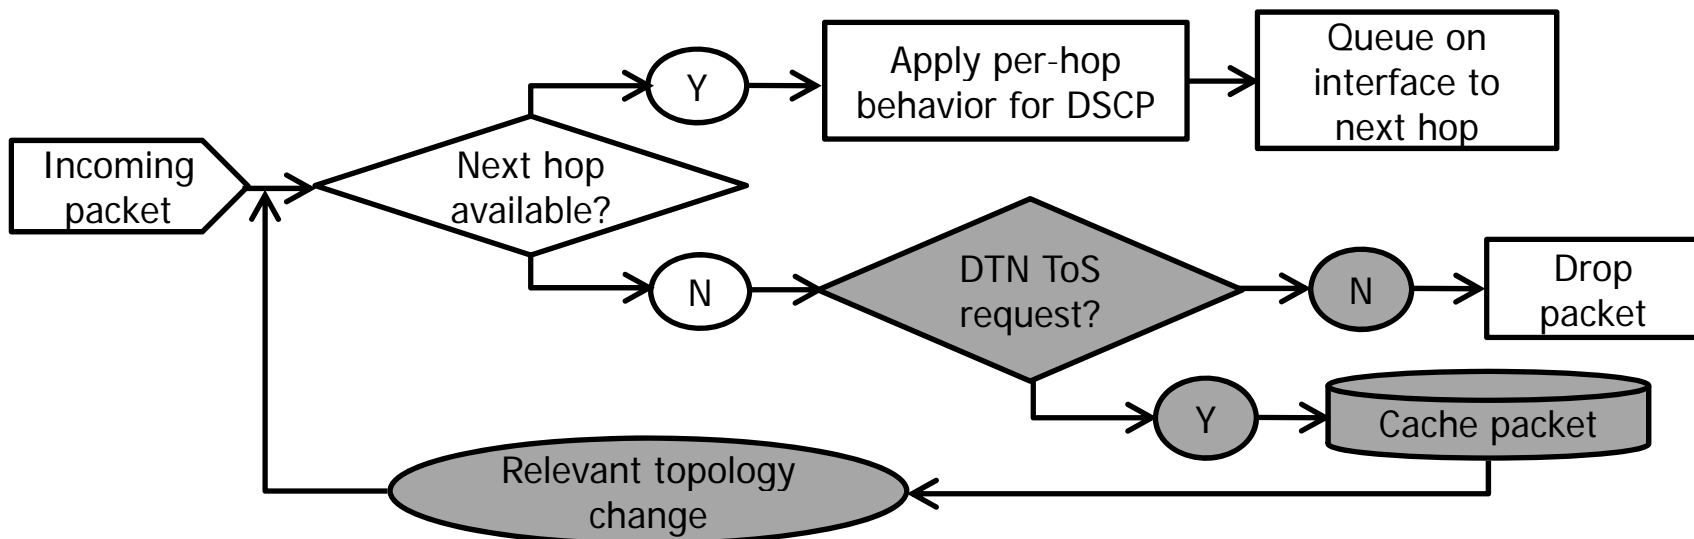 Incoming
packet
Next hop
available?
Y
Apply per-hop
behavior for DSCP
Queue on
interface to
next hop
N
DTN ToS
request?
N
Drop
packet
Y
Cache packet
Relevant topology
change